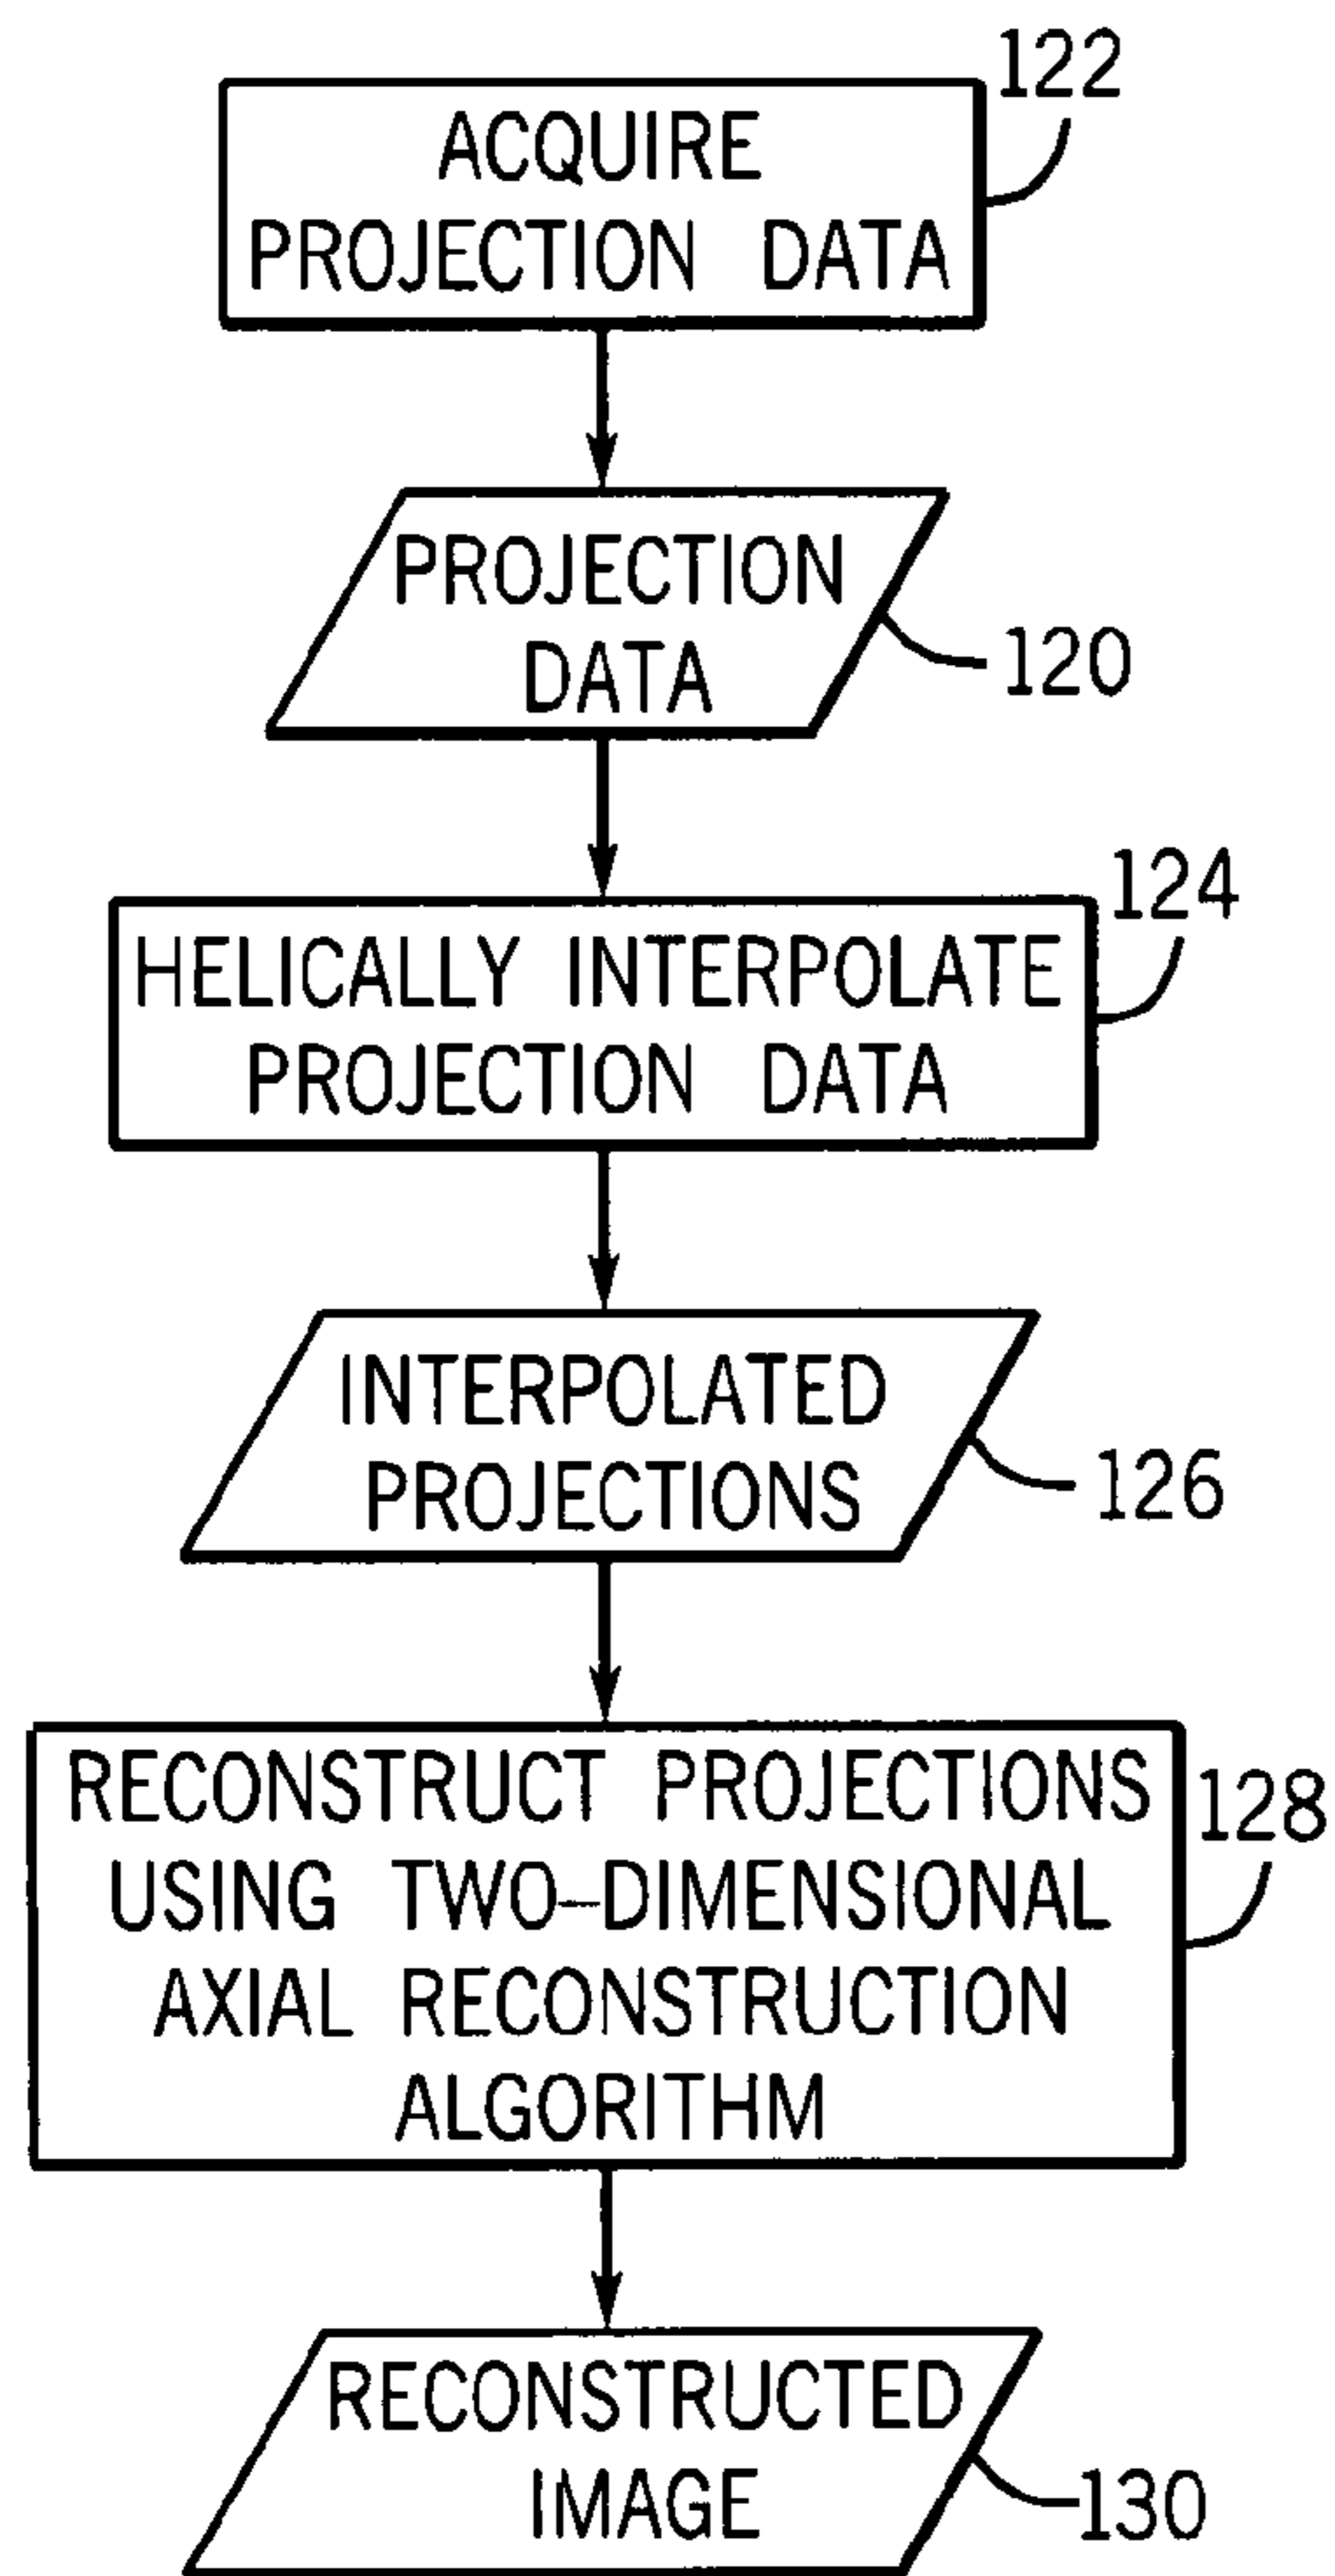 122
ACQUIRE
PROJECTION DATA
PROJECTION
DATA
120
124
HELICALLY INTERPOLATE
PROJECTION DATA
INTERPOLATED
PROJECTIONS
126
RECONSTRUCT PROJECTIONS
128
USING TWO-DIMENSIONAL
AXIAL RECONSTRUCTION
ALGORITHM
RECONSTRUCTED
IMAGE
130